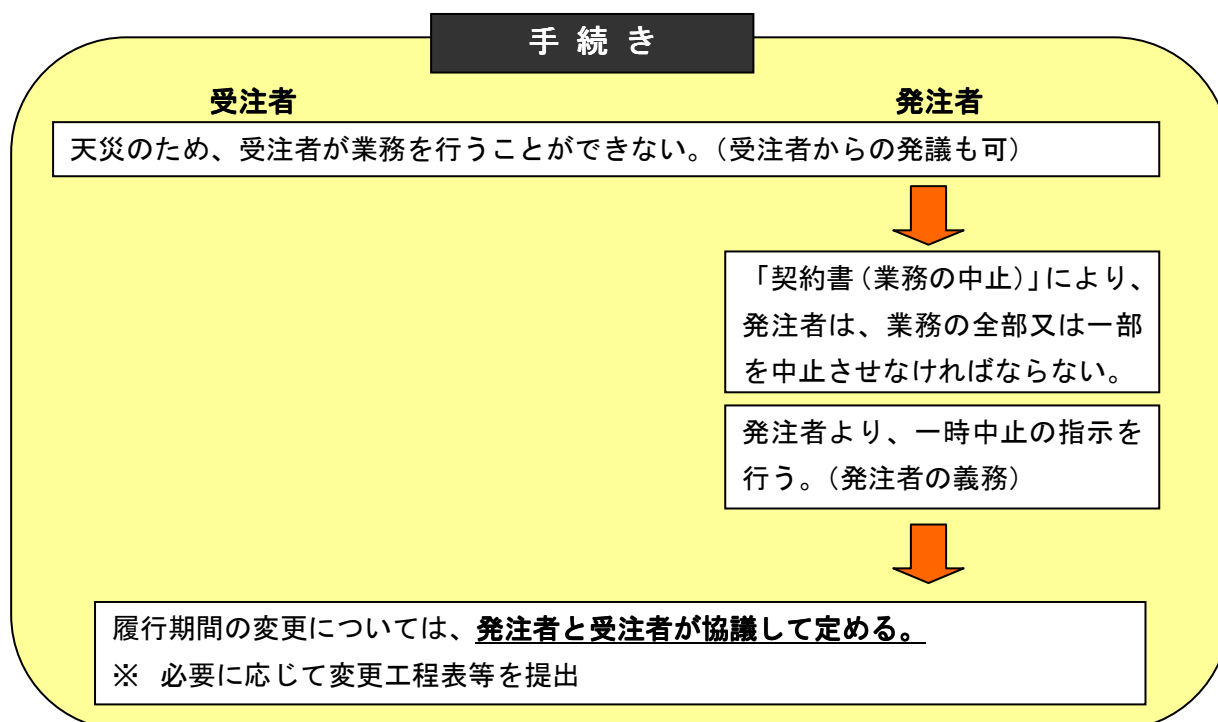 手 続 き
受注者
発注者
天災のため、受注者が業務を行うことができない。（受注者からの発議も可）
「契約書（業務の中止）」により、
発注者は、業務の全部又は一部
を中止させなければならない。
発注者より、一時中止の指示を
行う。（発注者の義務）
履行期間の変更については、発注者と受注者が協議して定める。
※ 必要に応じて変更工程表等を提出